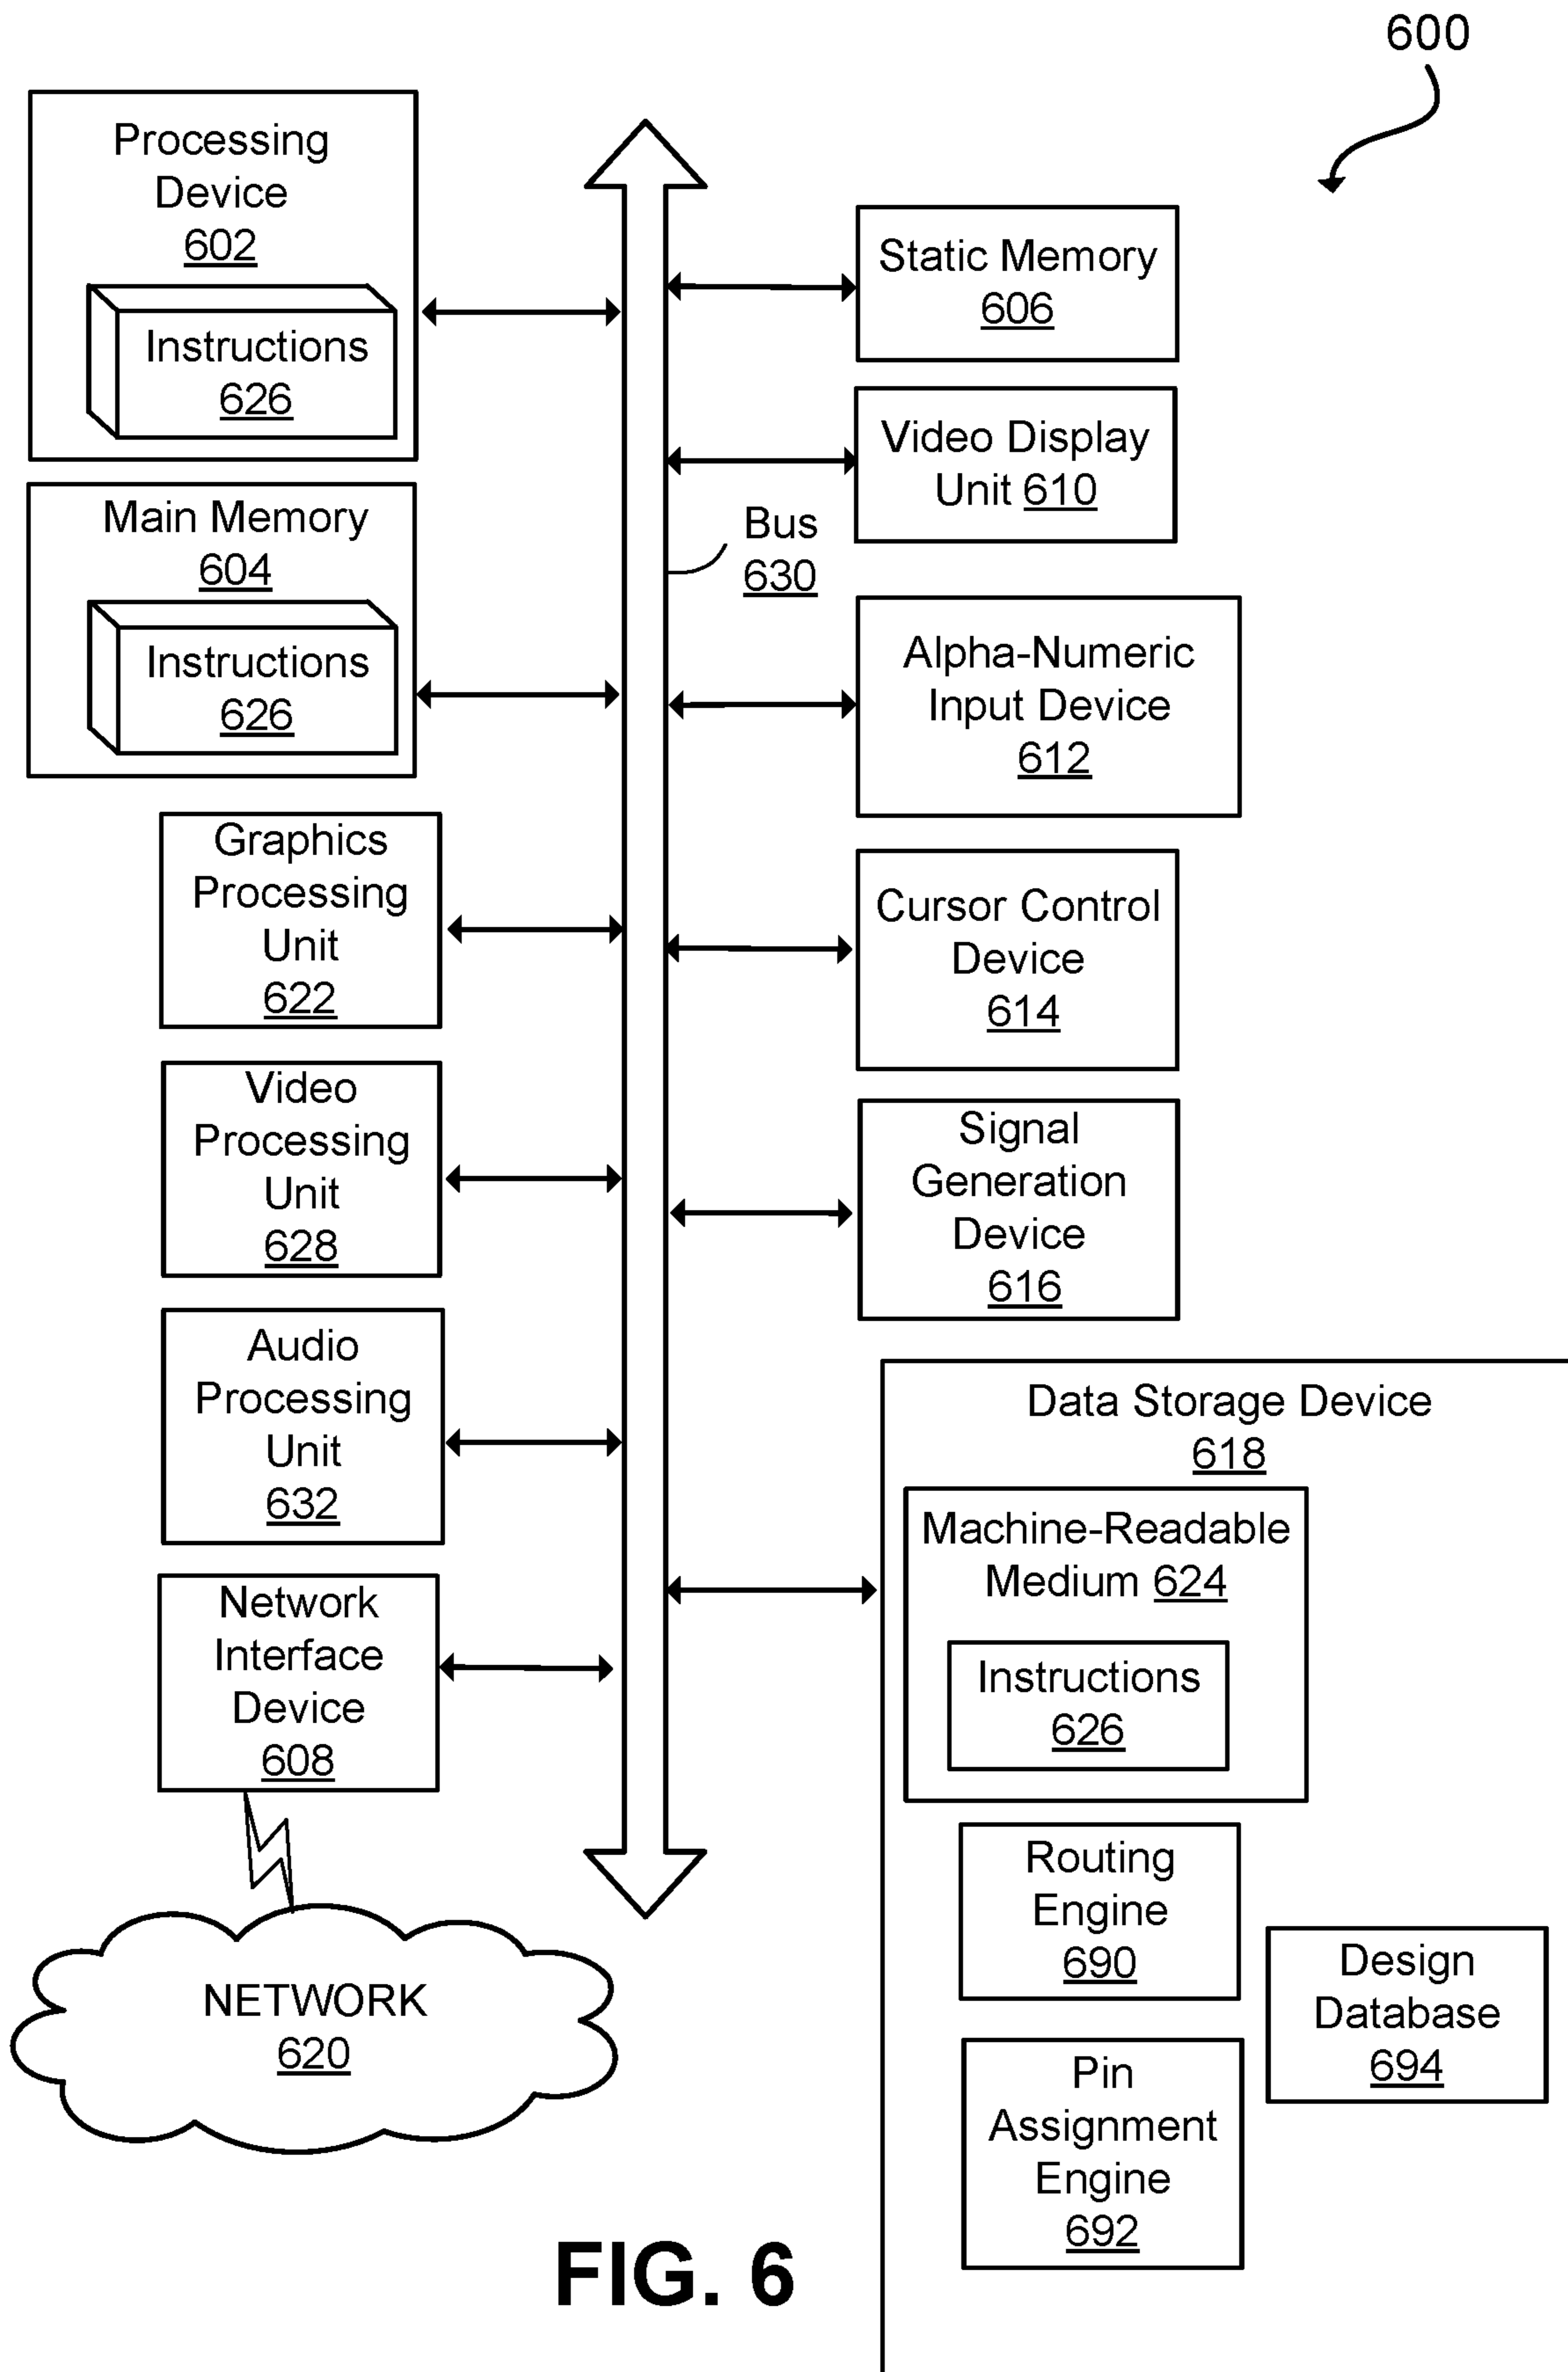 600
Processing
Device
602
Instructions
626
Main Memory
604
Instructions
626
Graphics
Processing
Unit
622
Video
Processing
Unit
628
Audio
Processing
Unit
632
Network
Interface
Device
608
NETWORK
620
Bus
630
Static Memory
606
Video Display
Unit 610
Alpha-Numeric
Input Device
612
Cursor Control
Device
614
Signal
Generation
Device
616
Data Storage Device
618
Machine-Readable
Medium 624
Instructions
626
Routing
Engine
690
Design
Database
694
Pin
Assignment
Engine
692
FIG. 6